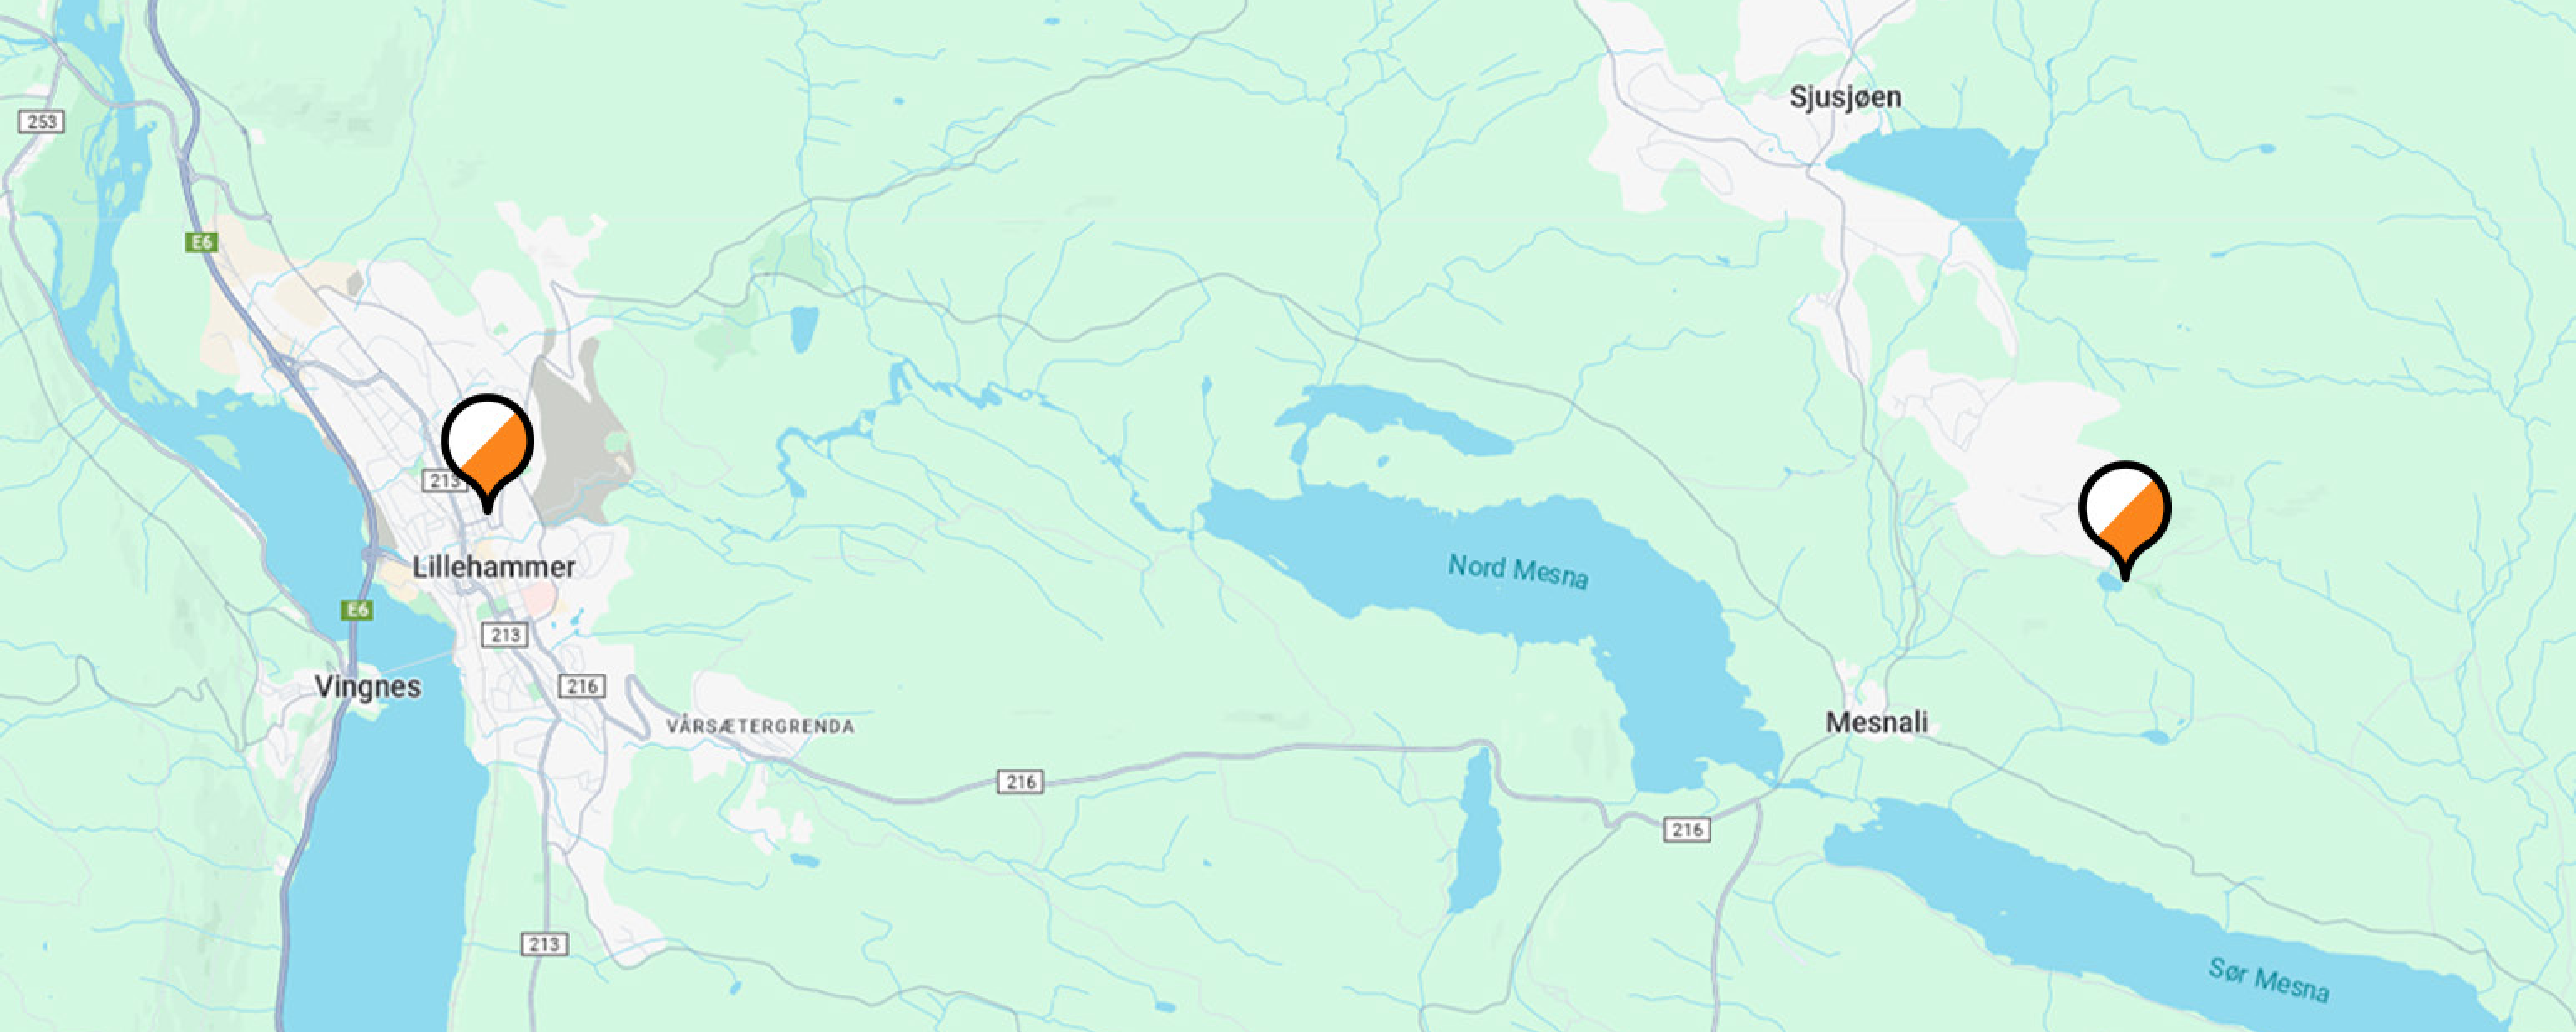 Sjusjøen
253
E6
213
Lillehammer
Nord Mesna
E6
213
Vingnes
216
VÅRSÆTERGRENDA
Mesnali
216
216
213
Sør Mesna